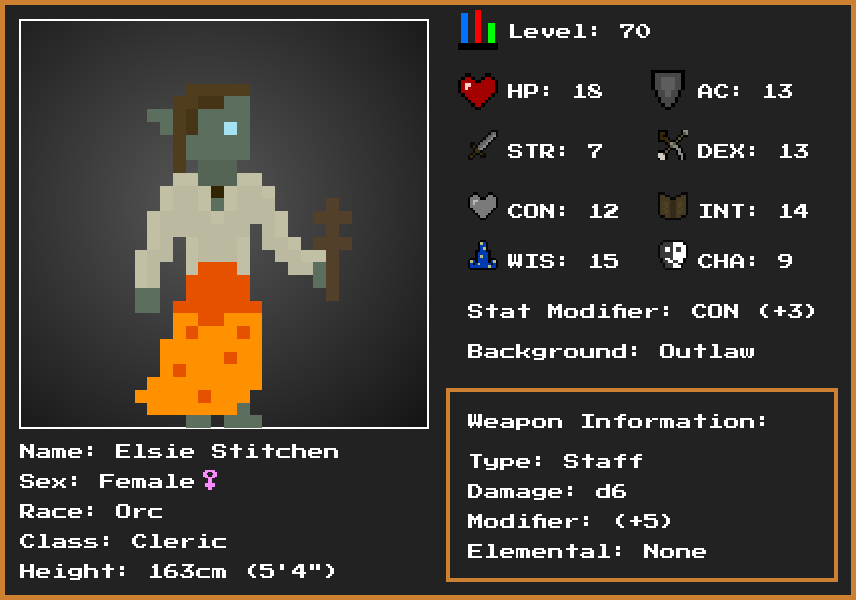 Level: 70
HP: 18
AC: 13
STR: 7
DEX: 13
CON: 12
INT: 14
WIS: 15
CHA: 9
Stat Modifier: CON (+3)
Background: Outlaw
Weapon Information:
Type: Staff
Damage: d6
Modifier: (+5)
Elemental: None
Name: Elsie Stitchen
Sex: Female♀
Race: Orc
Class: Cleric
Height: 163cm (5'4")